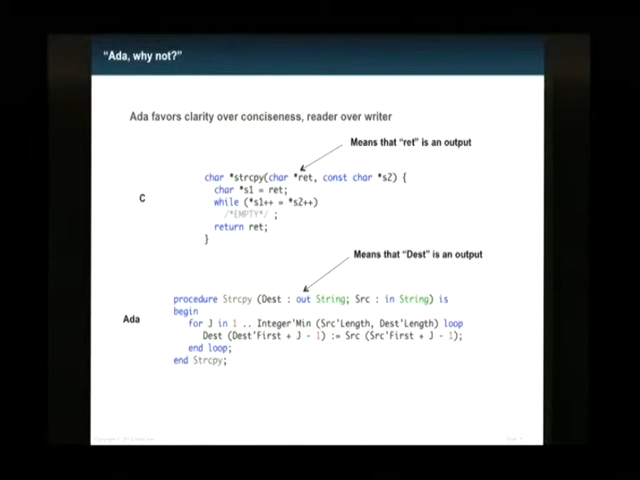 “Ada, why not?”
Ada favors clarity over conciseness, reader over writer
Means that “ret” is an output
C
char *strcpy(char *ret, const char *s2) {
char *s1 = ret;
while (*s1++ = *s2++)
/*EMPTY*/ ;
return ret;
}
Means that “Dest” is an output
Ada
procedure Strcpy (Dest : out String; Src : in String) is
begin
for J in 1 .. Integer'Min (Src'Length, Dest'Length) loop
Dest (Dest'First + J - 1) := Src (Src'First + J - 1);
end loop;
end Strcpy;